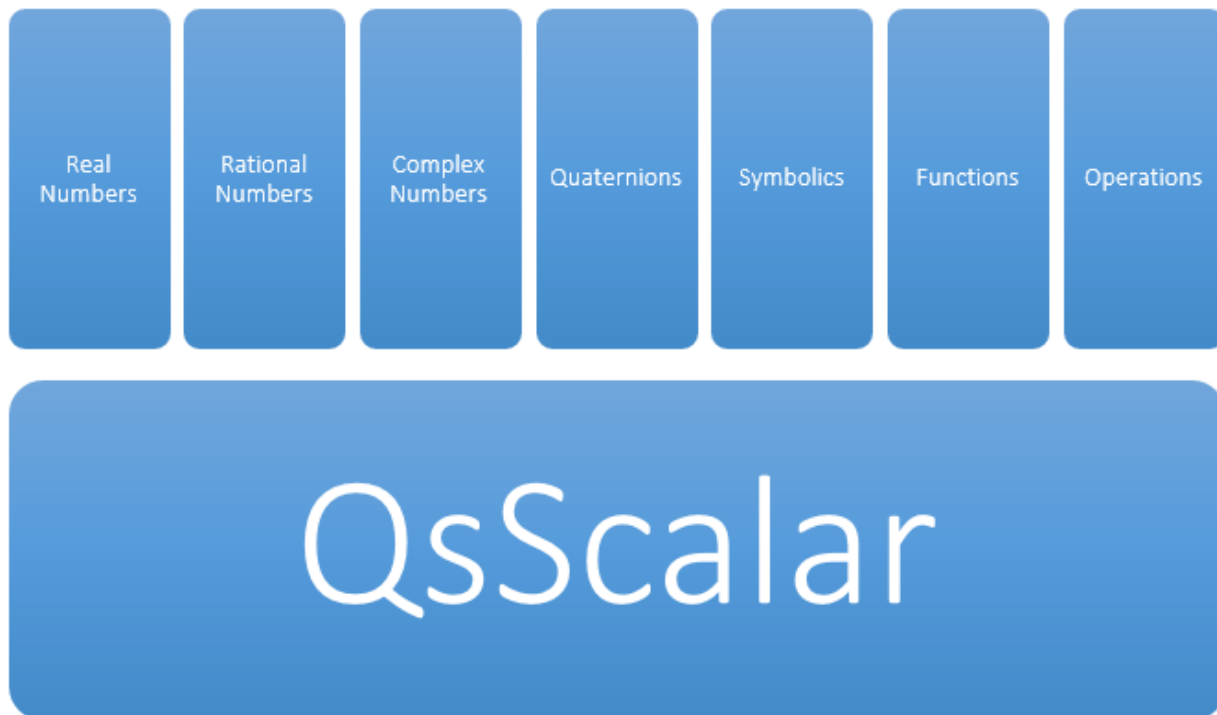 Real
Numbers
Rational
Numbers
Complex
Numbers
Quaternions
Symbolics
Functions
Operations
QsScalar